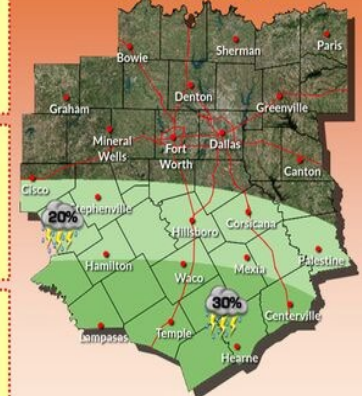 Bowie
Sherman
Paris
Denton
Greenville
Graham
Mineral
Wells
Fort
Worth
Dallas
Canton
Cisco
Stephenville
20%
Hillsboro
Corsicana
Hamilton
Waco
Mexia
Palestine
30%
Centerville
Lampasas
Temple
Hearne